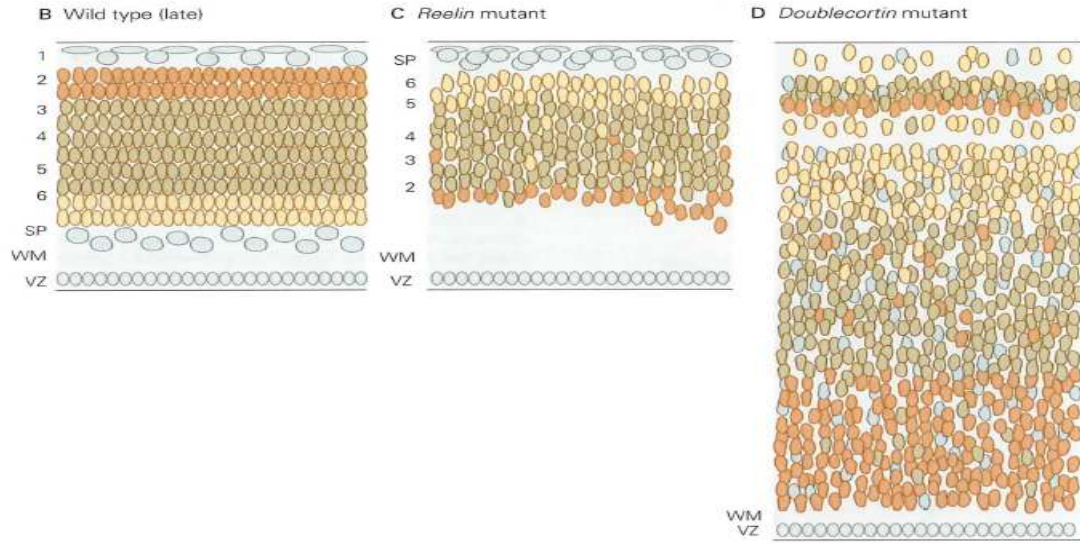 B Wild type (late)
1
2
3
4
5
6
SP
WM
VZ
C Reelin mutant
SP
6
5
4
3
2
WM
VZ
D Doublecortin mutant
WM
VZ